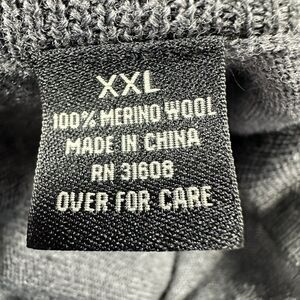 XXL
100% MERINO WOOL
MADE IN CHINA
RN 31608
OVER FOR CARE